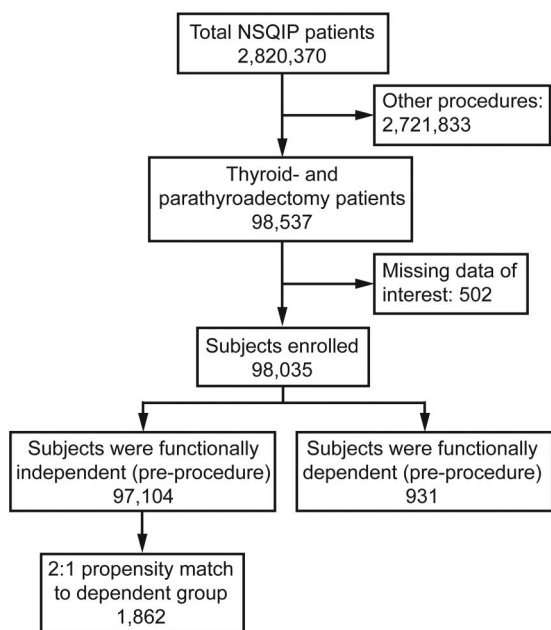 Total NSQIP patients
2,820,370
Other procedures:
2,721,833
Thyroid- and
parathyroadectomy patients
98,537
Missing data of
interest: 502
Subjects enrolled
98,035
Subjects were functionally
independent (pre-procedure)
97,104
Subjects were functionally
dependent (pre-procedure)
931
2:1 propensity match
to dependent group
1,862